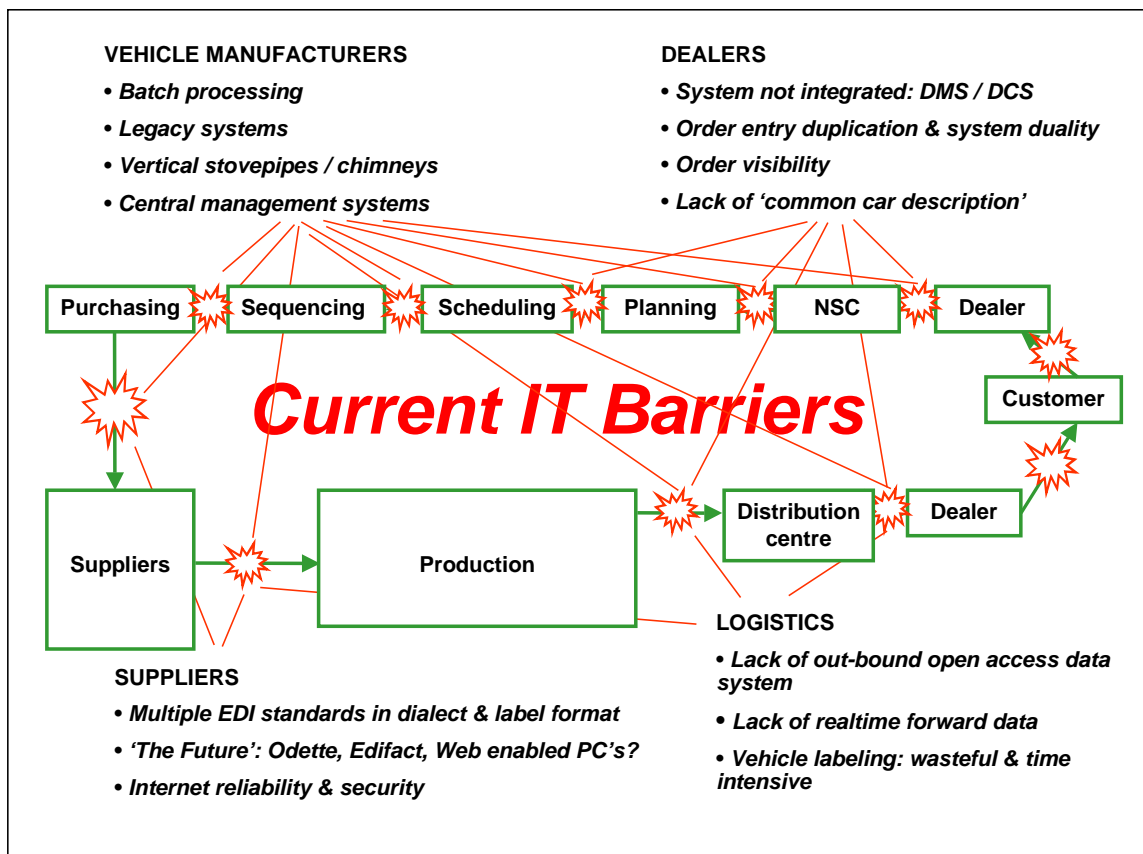 VEHICLE MANUFACTURERS
• Batch processing
• Legacy systems
• Vertical stovepipes / chimneys
• Central management systems
DEALERS
• System not integrated: DMS / DCS
• Order entry duplication & system duality
• Order visibility
• Lack of ‘common car description’
Purchasing
Sequencing
Scheduling
Planning
NSC
Dealer
Current IT Barriers
Customer
Suppliers
Production
Distribution
centre
Dealer
SUPPLIERS
• Multiple EDI standards in dialect & label format
• ‘The Future’: Odette, Edifact, Web enabled PC’s?
• Internet reliability & security
LOGISTICS
• Lack of out-bound open access data
system
• Lack of realtime forward data
• Vehicle labeling: wasteful & time
intensive